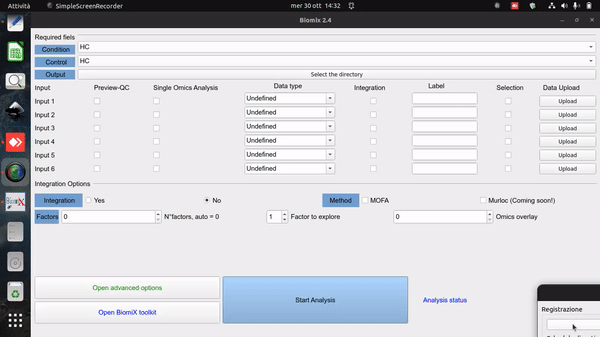 Attività SimpleScreenRecorder mer 30 ott 14:32
Biomix 2.4
Required fiels
Condition HC
Control HC
Output Select the directory
Input: Preview-QC Single Omics Analysis Data type Integration Label Selection Data Upload
Input 1 Undefined Upload
Input 2 Undefined Upload
Input 3 Undefined Upload
Input 4 Undefined Upload
Input 5 Undefined Upload
Input 6 Undefined Upload
Integration Options
Integration Yes No Method MOFA Murloc (Coming soon!)
Factors 0 N°factors, auto = 0 1 Factor to explore 0 Omics overlay
Open advanced options
Start Analysis
Analysis status
Open BiomiX toolkit
Registrazione